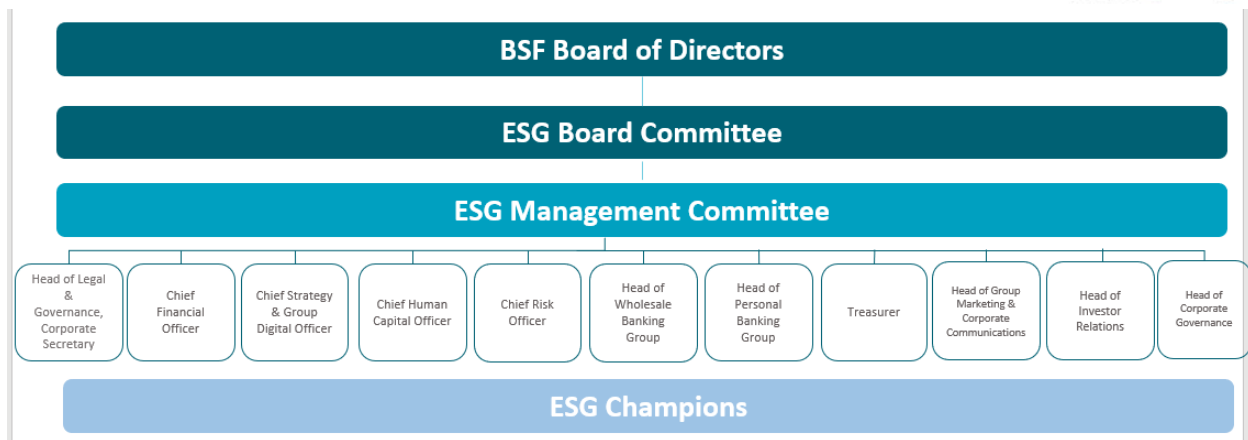 BSF Board of Directors
ESG Board Committee
ESG Management Committee
Head of Legal
&
Governance,
Corporate
Secretary
Chief
Financial
Officer
Chief Strategy
& Group
Digital Officer
Chief Human
Capital Officer
Chief Risk
Officer
Head of
Wholesale
Banking
Group
Head of
Personal
Banking
Group
Treasurer
Head of Group
Marketing &
Corporate
Communications
Head of
Investor
Relations
Head of
Corporate
Governance
ESG Champions